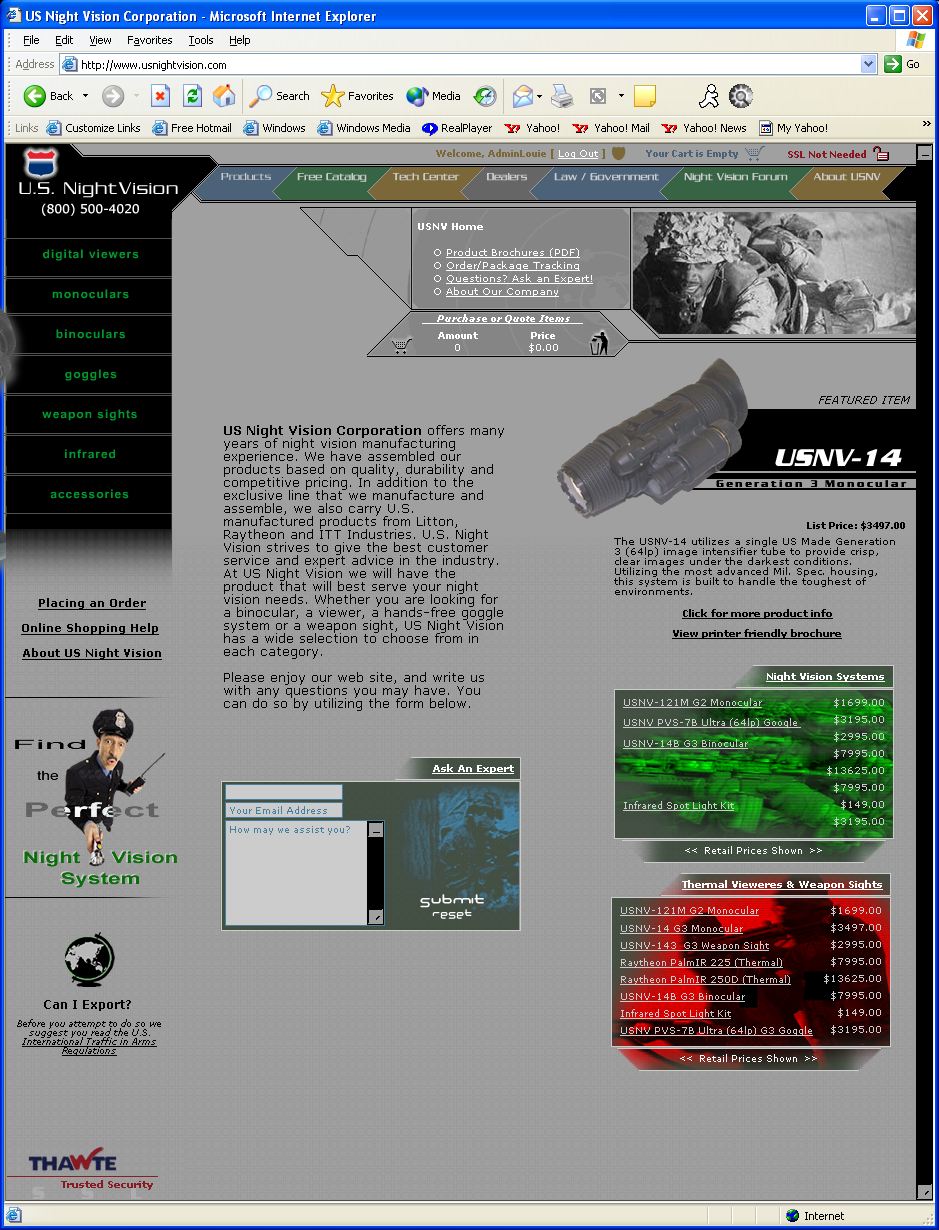 US Night Vision Corporation - Microsoft Internet Explorer
File Edit View Favorites Tools Help
Address http://www.usnightvision.com Go
Back Search Favorites Media
Links Customize Links Free Hotmail Windows Windows Media RealPlayer Yahoo! Yahoo! Mail Yahoo! News My Yahoo! »
Welcome, AdminLouie [ Log Out ] Your Cart is Empty SSL Not Needed
U.S. NightVision
(800) 500-4020
Products Free Catalog Tech Center Dealers Law / Government Night Vision Forum About USNV
USNV Home
Product Brochures (PDF)
Order/Package Tracking
Questions? Ask an Expert!
About Our Company
Purchase or Quote Items
Amount Price
0 $0.00
digital viewers
monoculars
binoculars
goggles
weapon sights
infrared
accessories
Placing an Order
Online Shopping Help
About US Night Vision
Find
the
Perfect
Night Vision
System
Can I Export?
Before you attempt to do so we
suggest you read the U.S.
International Traffic in Arms
Regulations
THAWTE
Trusted Security
S S L
US Night Vision Corporation offers many
years of night vision manufacturing
experience. We have assembled our
products based on quality, durability and
competitive pricing. In addition to the
exclusive line that we manufacture and
assemble, we also carry U.S.
manufactured products from Litton,
Raytheon and ITT Industries. U.S. Night
Vision strives to give the best customer
service and expert advice in the industry.
At US Night Vision we will have the
product that will best serve your night
vision needs. Whether you are looking for
a binocular, a viewer, a hands-free goggle
system or a weapon sight, US Night Vision
has a wide selection to choose from in
each category.
Please enjoy our web site, and write us
with any questions you may have. You
can do so by utilizing the form below.
Ask An Expert
Your Email Address
How may we assist you?
submit
reset
FEATURED ITEM
USNV-14
Generation 3 Monocular
List Price: $3497.00
The USNV-14 utilizes a single US Made Generation
3 (64lp) image intensifier tube to provide crisp,
clear images under the darkest conditions.
Utilizing the most advanced Mil. Spec. housing,
this system is built to handle the toughest of
environments.
Click for more product info
View printer friendly brochure
Night Vision Systems
USNV-121M G2 Monocular $1699.00
USNV PVS-7B Ultra (64lp) Google $3195.00
$2995.00
USNV-14B G3 Binocular
$7995.00
$13625.00
$7995.00
Infrared Spot Light Kit $149.00
$3195.00
<< Retail Prices Shown >>
Thermal Vieweres & Weapon Sights
USNV-121M G2 Monocular $1699.00
USNV-14 G3 Monocular $3497.00
USNV-143 G3 Weapon Sight $2995.00
Raytheon PalmIR 225 (Thermal) $7995.00
Raytheon PalmIR 250D (Thermal) $13625.00
USNV-14B G3 Binocular $7995.00
Infrared Spot Light Kit $149.00
USNV PVS-7B Ultra (64lp) G3 Goggle $3195.00
<< Retail Prices Shown >>
Internet